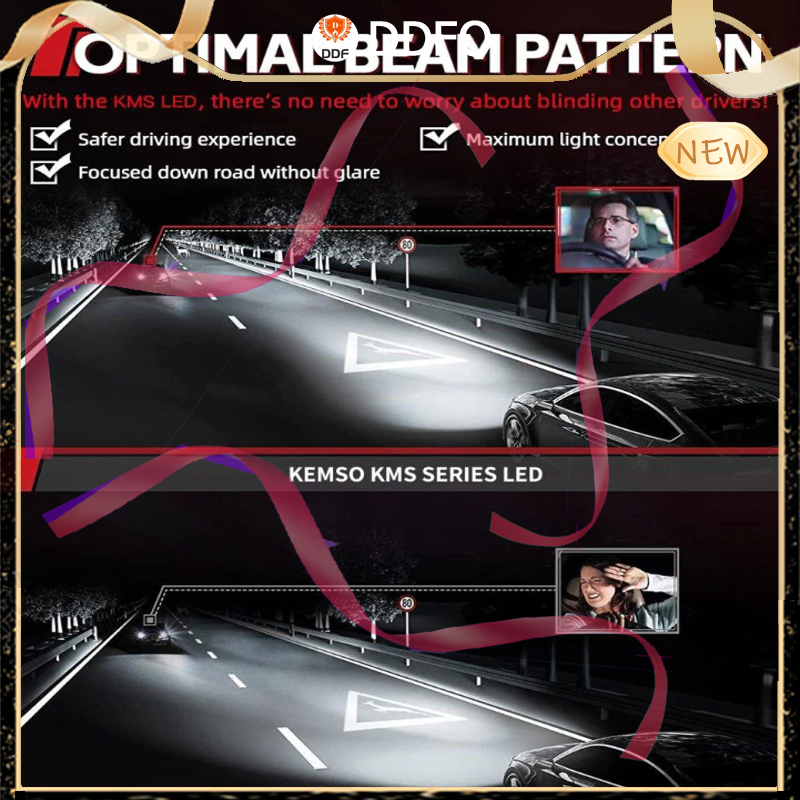 DDFO
DDF
OPTIMAL BEAM PATTERN
With the KMS LED, there's no need to worry about blinding other drivers!
Safer driving experience
Maximum light
NEW
Focused down road without glare
80
KEMSO KMS SERIES LED
80